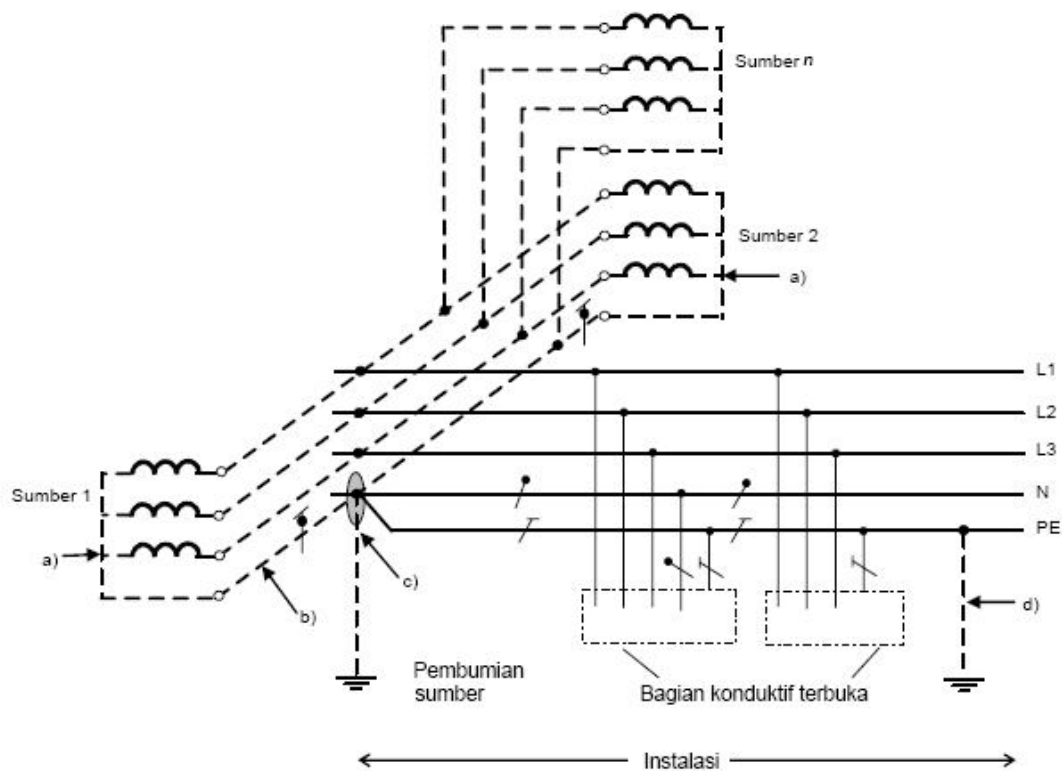 Sumber n
Sumber 2
a)
L1
L2
L3
Sumber 1
N
PE
a)
c)
b)
d)
Pembumian
sumber
Bagian konduktif terbuka
Instalasi